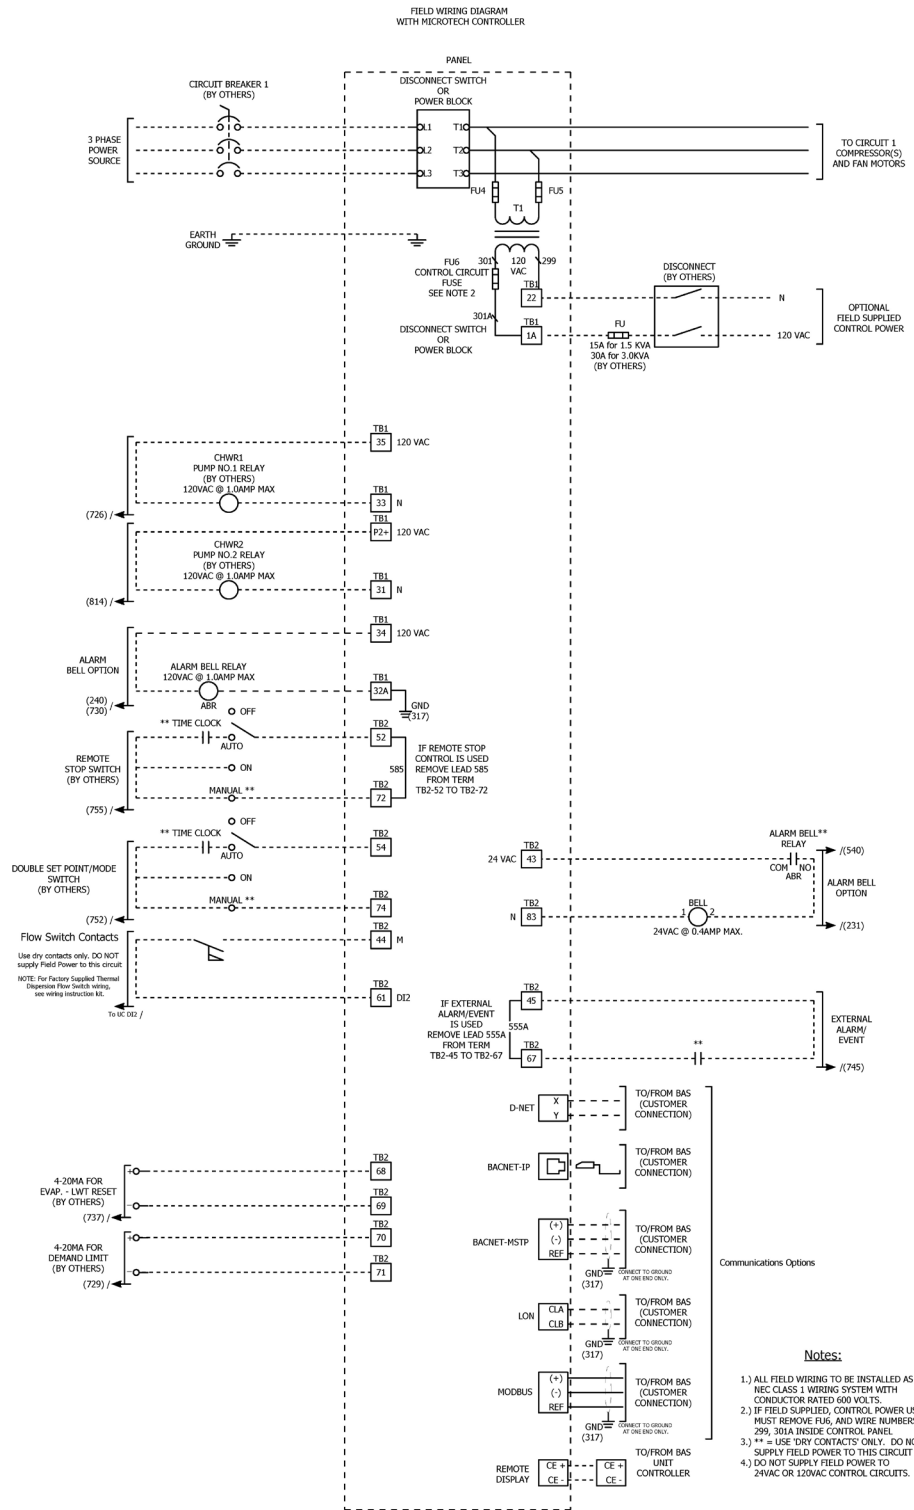 FIELD WIRING DIAGRAM
WITH MICROTECH CONTROLLER
PANEL
CIRCUIT BREAKER 1
(BY OTHERS)
DISCONNECT SWITCH
OR
POWER BLOCK
3 PHASE
POWER
SOURCE
L1
L2
L3
T1
T2
T3
TO CIRCUIT 1
COMPRESSOR(S)
AND FAN MOTORS
FU4
FU5
T1
EARTH
GROUND
301
120
VAC
299
FU6
CONTROL CIRCUIT
FUSE
SEE NOTE 2
301A
DISCONNECT SWITCH
OR
POWER BLOCK
TB1
22
TB1
1A
FU
15A for 1.5 KVA
30A for 3.0KVA
(BY OTHERS)
DISCONNECT
(BY OTHERS)
N
120 VAC
OPTIONAL
FIELD SUPPLIED
CONTROL POWER
TB1
35
120 VAC
CHWR1
PUMP NO.1 RELAY
(BY OTHERS)
120VAC @ 1.0AMP MAX
TB1
33
N
(726) /
TB1
P2+
120 VAC
CHWR2
PUMP NO.2 RELAY
(BY OTHERS)
120VAC @ 1.0AMP MAX
TB1
31
N
(814) /
TB1
34
120 VAC
ALARM
BELL OPTION
ALARM BELL RELAY
120VAC @ 1.0AMP MAX
ABR
TB1
32A
GND
(317)
(240)
(730) /
OFF
** TIME CLOCK
AUTO
TB2
52
REMOTE
STOP SWITCH
(BY OTHERS)
ON
MANUAL **
585
TB2
72
IF REMOTE STOP
CONTROL IS USED
REMOVE LEAD 585
FROM TERM
TB2-52 TO TB2-72
(755) /
OFF
** TIME CLOCK
AUTO
TB2
54
DOUBLE SET POINT/MODE
SWITCH
(BY OTHERS)
ON
MANUAL **
TB2
74
(752) /
24 VAC
TB2
43
ALARM BELL**
RELAY
COM
NO
ABR
/(540)
ALARM BELL
OPTION
N
TB2
83
BELL
1
2
24VAC @ 0.4AMP MAX.
/(231)
Flow Switch Contacts
Use dry contacts only. DO NOT
supply Field Power to this circuit
NOTE: For Factory Supplied Thermal
Dispersion Flow Switch wiring,
see wiring instruction kit.
To UC DI2 /
TB2
44
M
TB2
61
DI2
IF EXTERNAL
ALARM/EVENT
IS USED
REMOVE LEAD 555A
FROM TERM
TB2-45 TO TB2-67
555A
TB2
45
TB2
67
**
EXTERNAL
ALARM/
EVENT
/(745)
D-NET
X
Y
TO/FROM BAS
(CUSTOMER
CONNECTION)
BACNET-IP
TO/FROM BAS
(CUSTOMER
CONNECTION)
4-20MA FOR
EVAP. - LWT RESET
(BY OTHERS)
(737) /
+
-
TB2
68
TB2
69
4-20MA FOR
DEMAND LIMIT
(BY OTHERS)
(729) /
+
-
TB2
70
TB2
71
BACNET-MSTP
(+)
(-)
REF
GND
(317)
CONNECT TO GROUND
AT ONE END ONLY.
TO/FROM BAS
(CUSTOMER
CONNECTION)
Communications Options
LON
CLA
CLB
GND
(317)
CONNECT TO GROUND
AT ONE END ONLY.
TO/FROM BAS
(CUSTOMER
CONNECTION)
MODBUS
(+)
(-)
REF
GND
(317)
CONNECT TO GROUND
AT ONE END ONLY.
TO/FROM BAS
(CUSTOMER
CONNECTION)
REMOTE
DISPLAY
CE +
CE -
CE +
CE -
TO/FROM BAS
UNIT
CONTROLLER
Notes:
1.) ALL FIELD WIRING TO BE INSTALLED AS
NEC CLASS 1 WIRING SYSTEM WITH
CONDUCTOR RATED 600 VOLTS.
2.) IF FIELD SUPPLIED, CONTROL POWER US
MUST REMOVE FU6, AND WIRE NUMBERS
299, 301A INSIDE CONTROL PANEL
3.) ** = USE 'DRY CONTACTS' ONLY. DO NO
SUPPLY FIELD POWER TO THIS CIRCUIT
4.) DO NOT SUPPLY FIELD POWER TO
24VAC OR 120VAC CONTROL CIRCUITS.